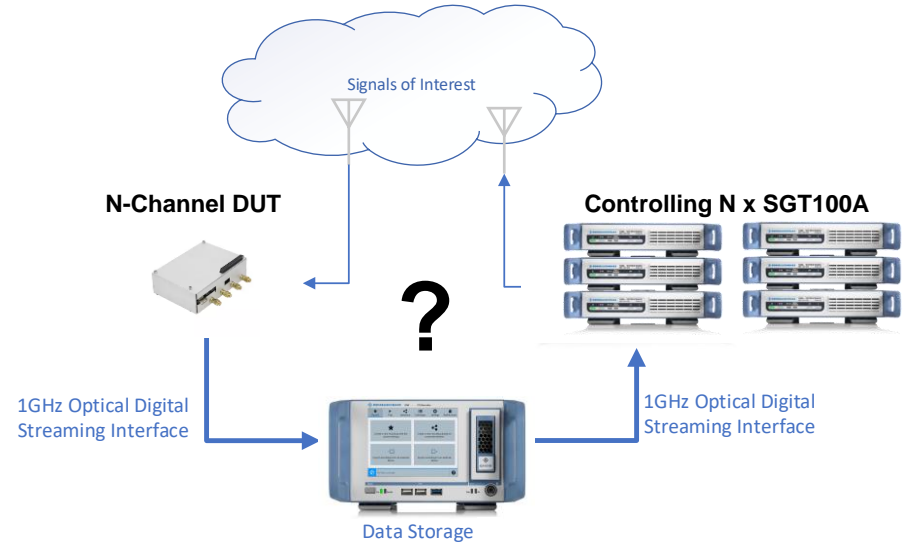 Signals of Interest
N-Channel DUT
Controlling N x SGT100A
?
1GHz Optical Digital
Streaming Interface
1GHz Optical Digital
Streaming Interface
Data Storage